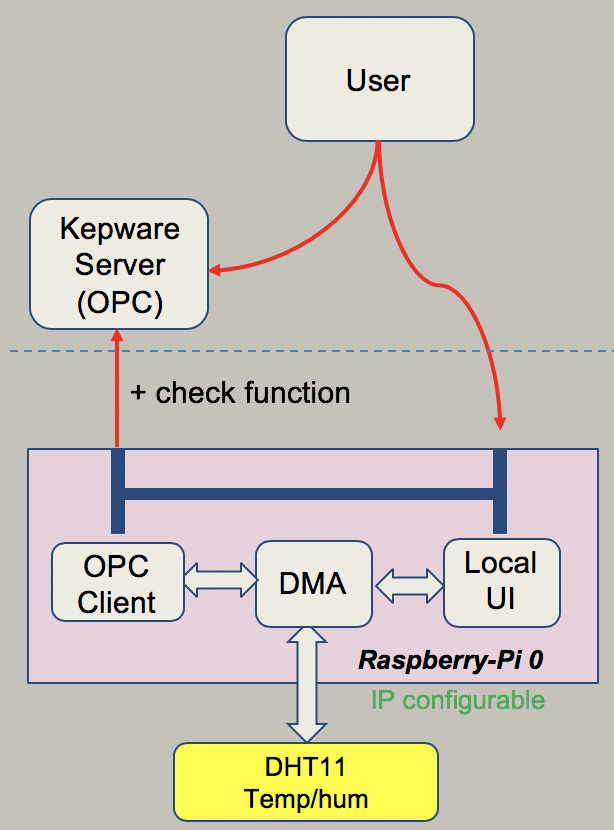 User
Kepware
Server
(OPC)
+ check function
OPC
Client
DMA
Local
UI
Raspberry-Pi 0
IP configurable
DHT11
Temp/hum